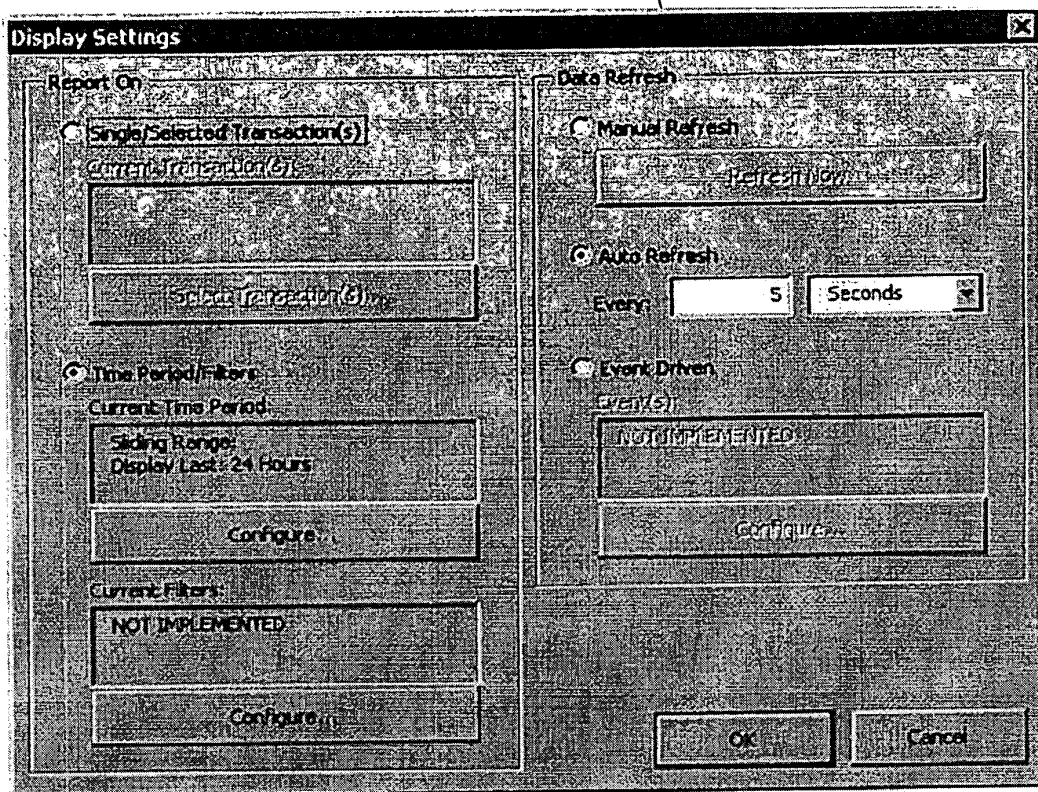 Display Settings
Report On
Single/Selected Transaction(s)
Current Transaction(s):
Select Transaction(s)...
Time Period/Filters
Current Time Period:
Sliding Range:
Display Last: 24 Hours
Configure...
Current Filters:
NOT IMPLEMENTED
Configure...
Data Refresh
Manual Refresh
Refresh Now
Auto Refresh
Every: 5 Seconds
Event Driven
Event(s):
NOT IMPLEMENTED
Configure...
OK Cancel